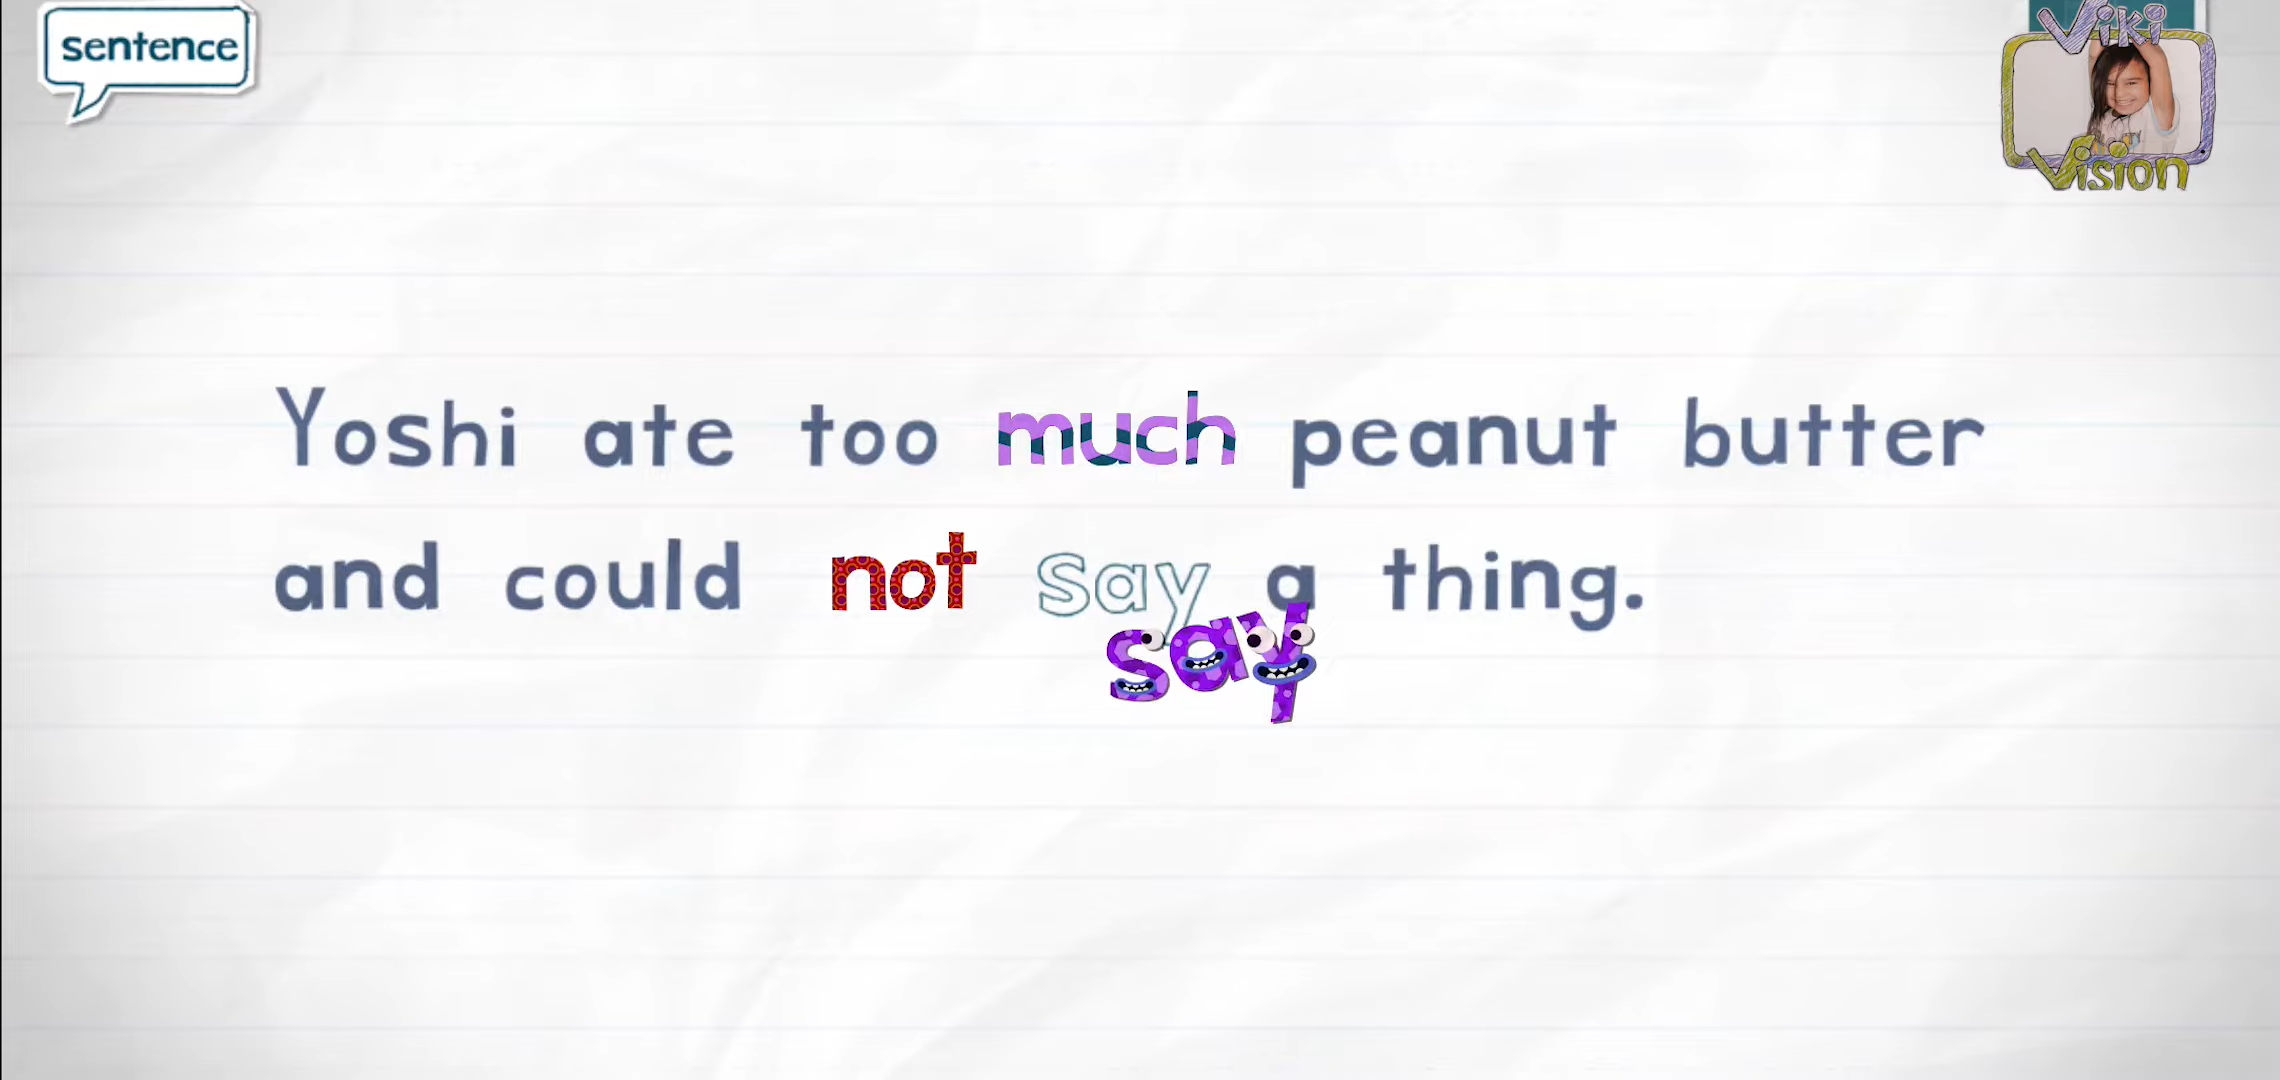 sentence
Viki
Vision
Yoshi ate too much peanut butter
and could not say a thing.
say